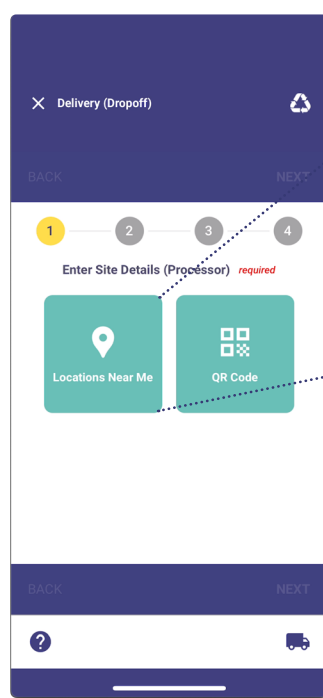 Delivery (Dropoff)
BACK NEXT
1 2 3 4
Enter Site Details (Processor) required
Locations Near Me QR Code
BACK NEXT
?